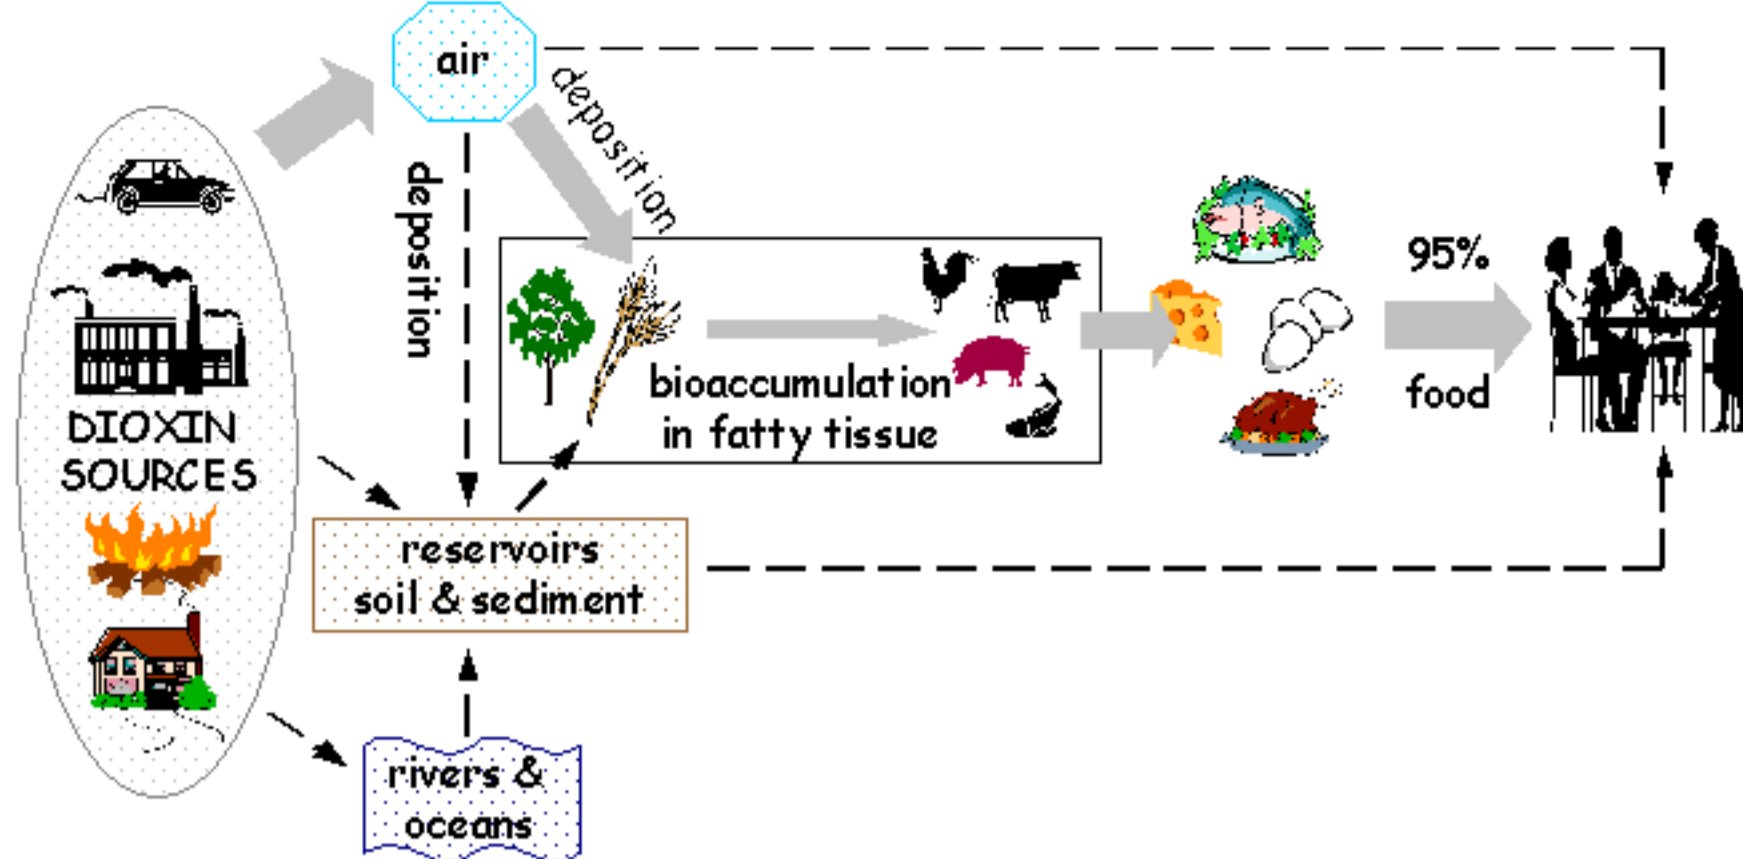 air
deposition
deposition
DIOXIN
SOURCES
bioaccumulation
in fatty tissue
95%
food
reservoirs
soil & sediment
rivers &
oceans